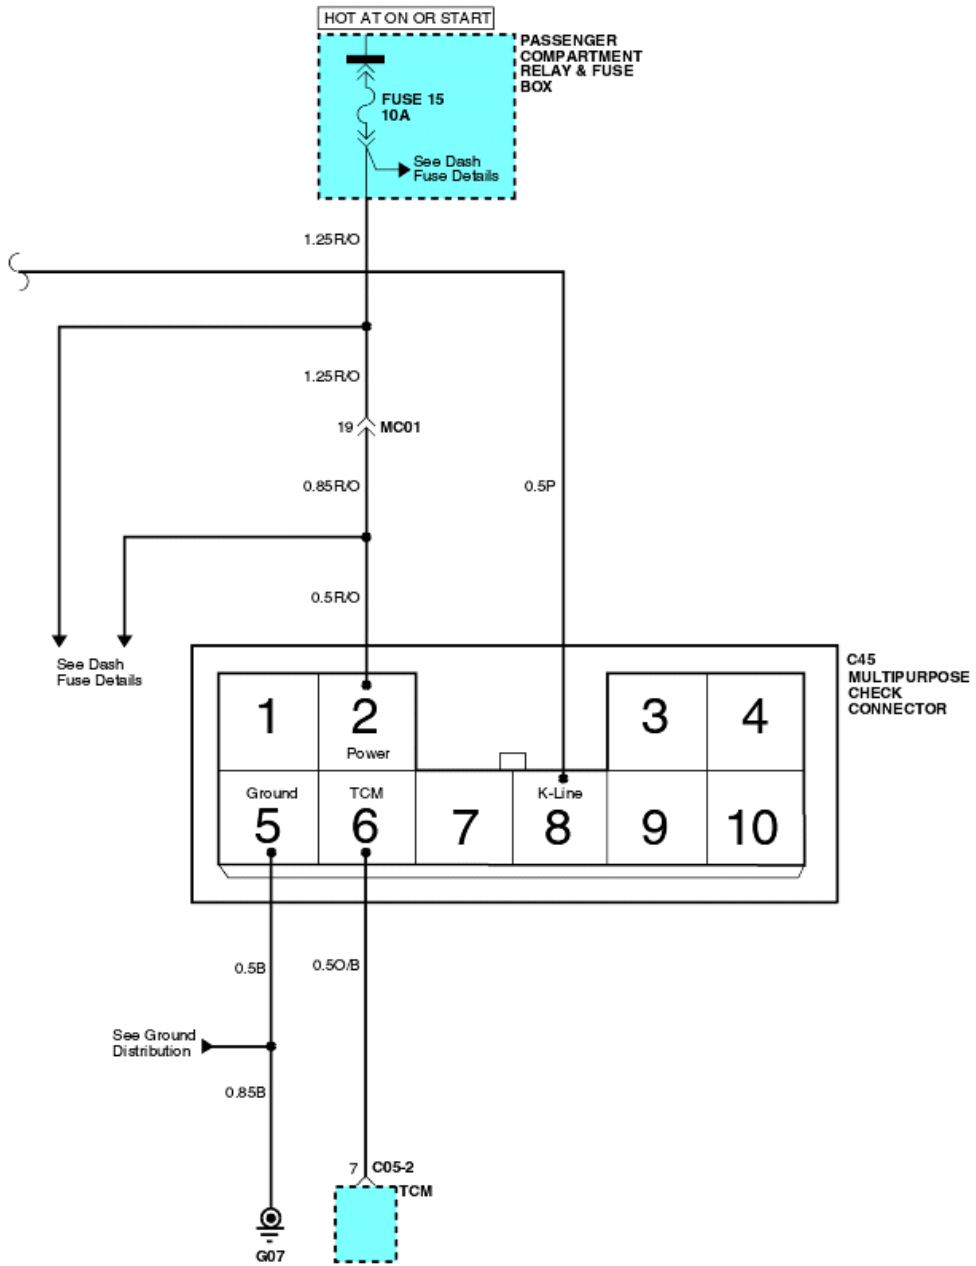 HOT AT ON OR START
PASSENGER
COMPARTMENT
RELAY & FUSE
BOX
FUSE 15
10A
See Dash
Fuse Details
1.25R/O
1.25R/O
19 MC01
0.85R/O
0.5P
0.5R/O
See Dash
Fuse Details
C45
MULTIPURPOSE
CHECK
CONNECTOR
1 2 3 4
Power
Ground TCM K-Line
5 6 7 8 9 10
0.5B 0.5O/B
See Ground
Distribution
0.85B
7 C05-2
TCM
G07